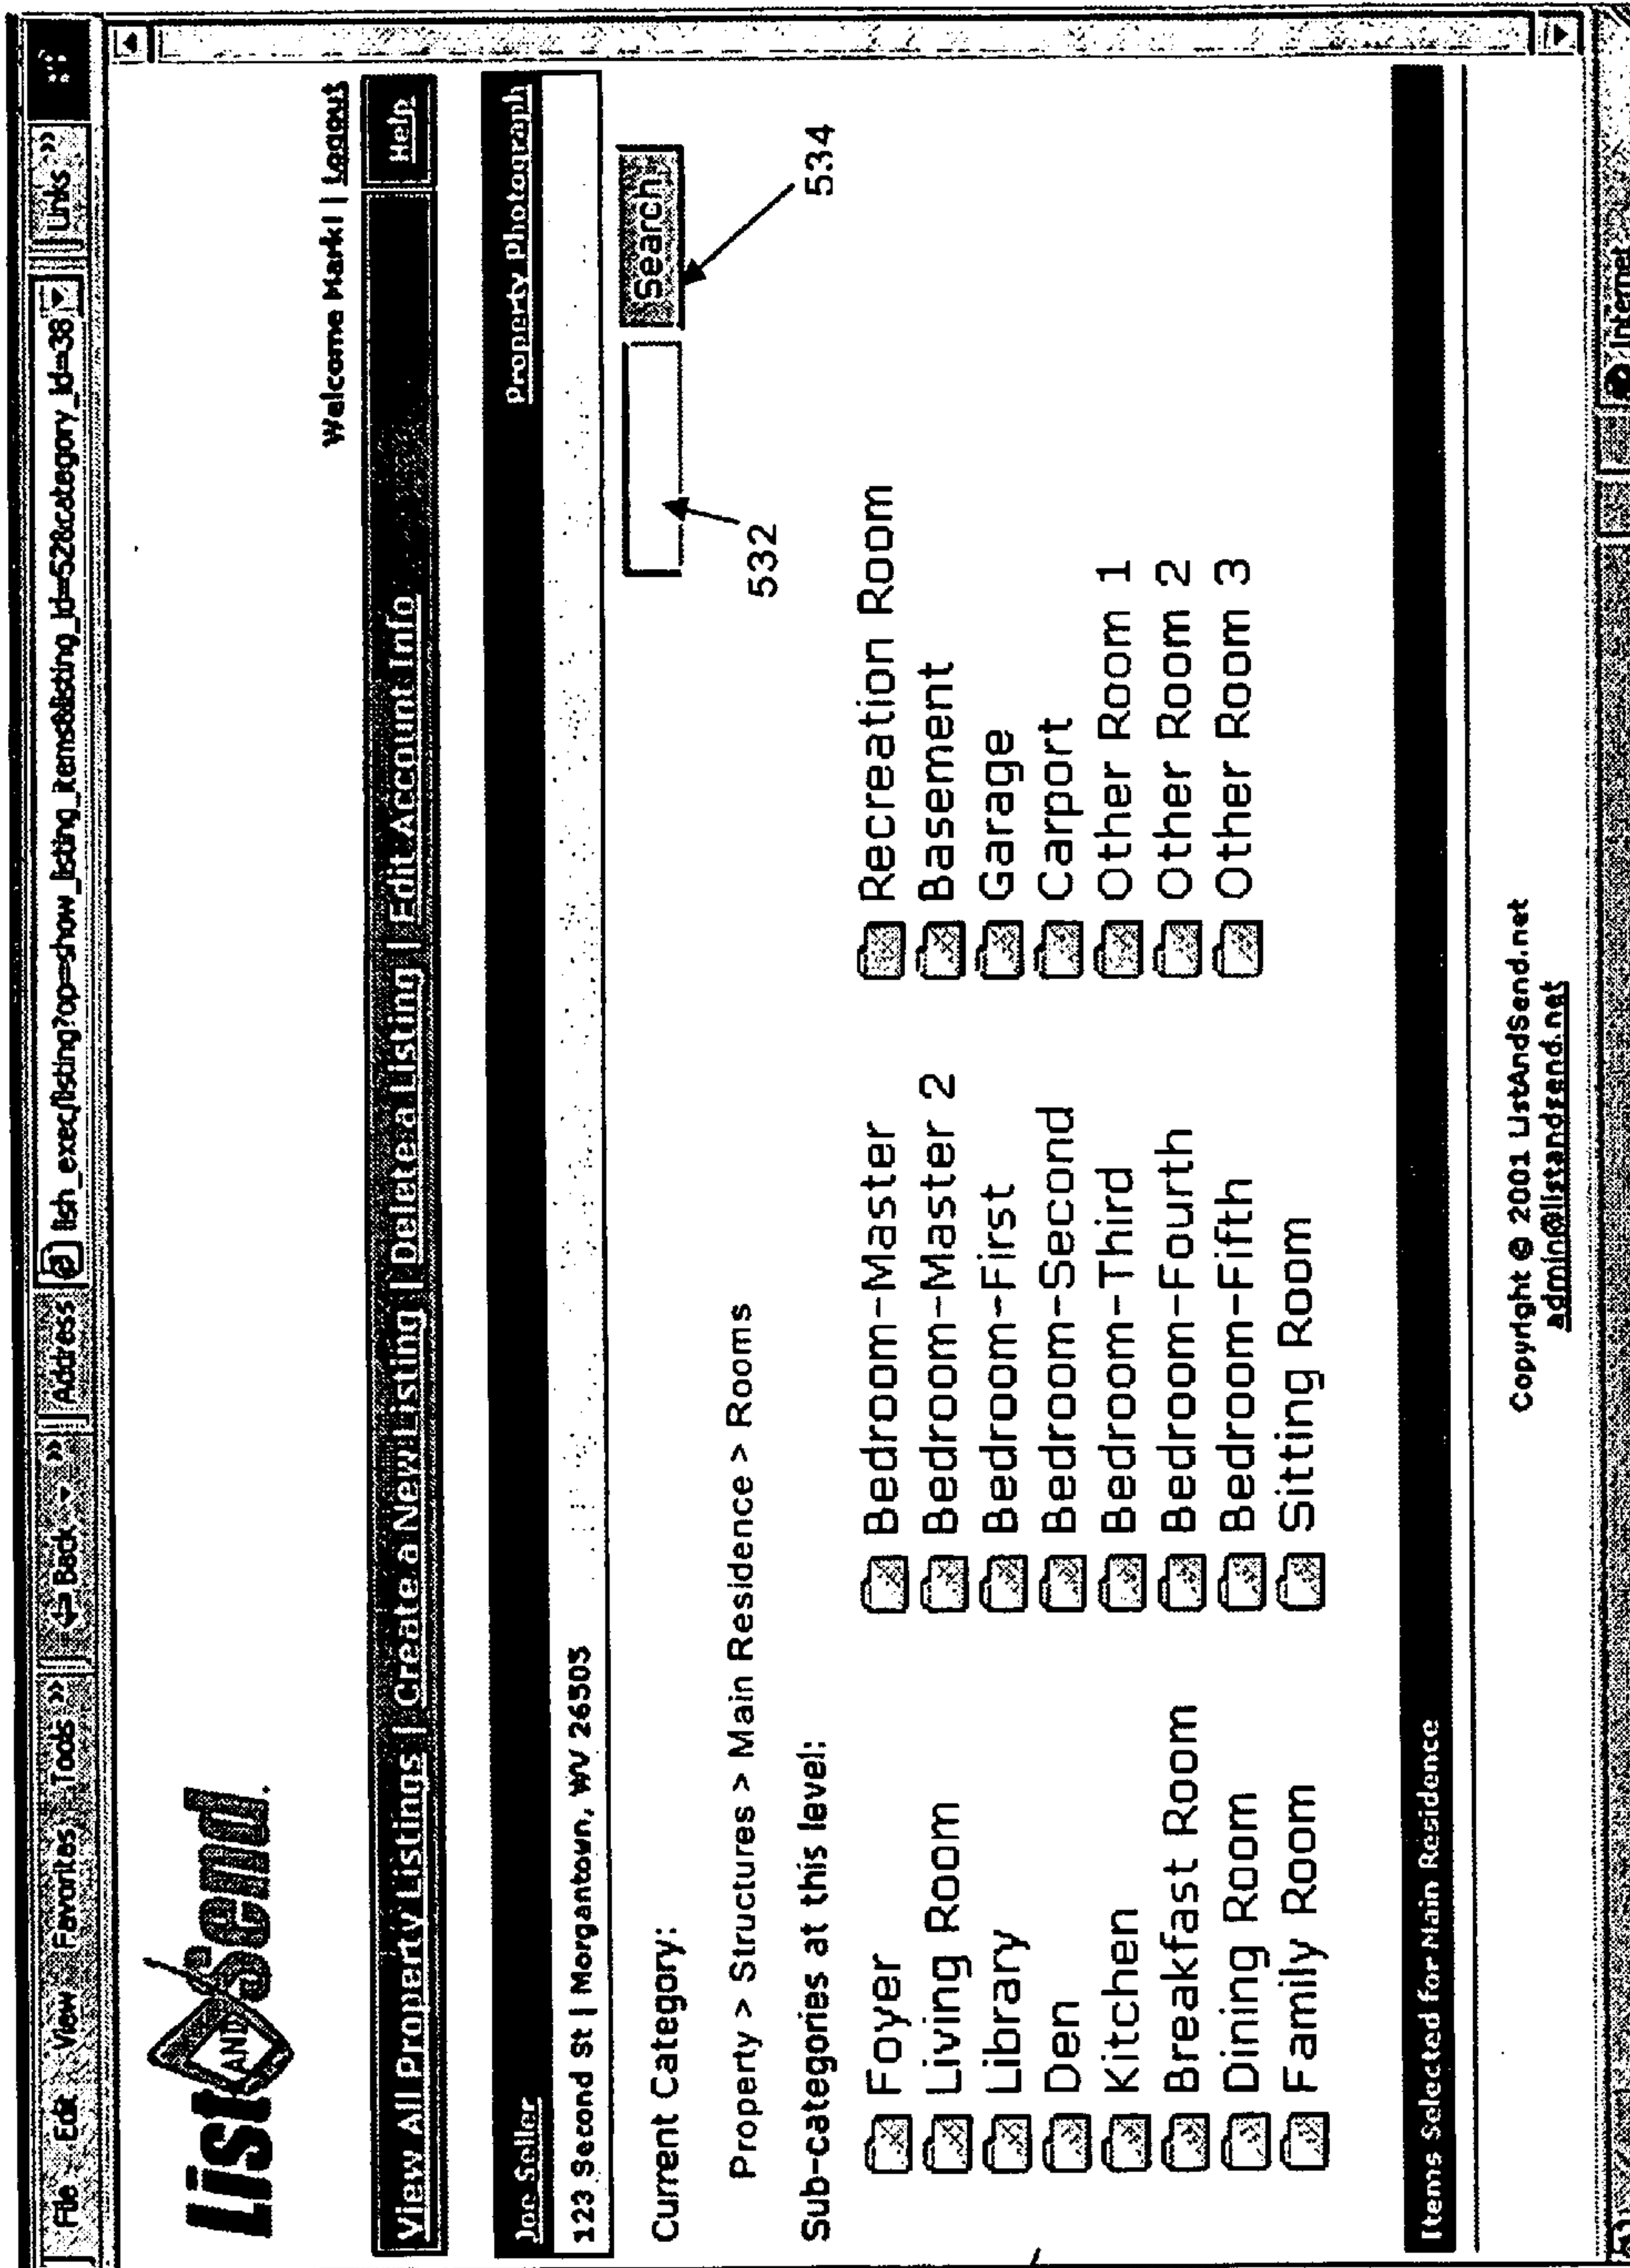 File Edit View Favorites Tools » Back » Address lsh_exec/listing?op=show_listing_items&listing_id=52&category_id=38 Links »
List AND Send.
Welcome Mark! | Logout
View All Property Listings | Create a New Listing | Delete a Listing | Edit Account Info Help
Joe Seller Property Photograph
123 Second St | Morgantown, WV 26505
Current Category: Search
532 534
Property > Structures > Main Residence > Rooms
Sub-categories at this level:
Foyer Bedroom-Master Recreation Room
Living Room Bedroom-Master 2 Basement
Library Bedroom-First Garage
Den Bedroom-Second Carport
Kitchen Bedroom-Third Other Room 1
Breakfast Room Bedroom-Fourth Other Room 2
Dining Room Bedroom-Fifth Other Room 3
Family Room Sitting Room
Items Selected for Main Residence
Copyright © 2001 ListAndSend.net
admin@listandsend.net
Internet